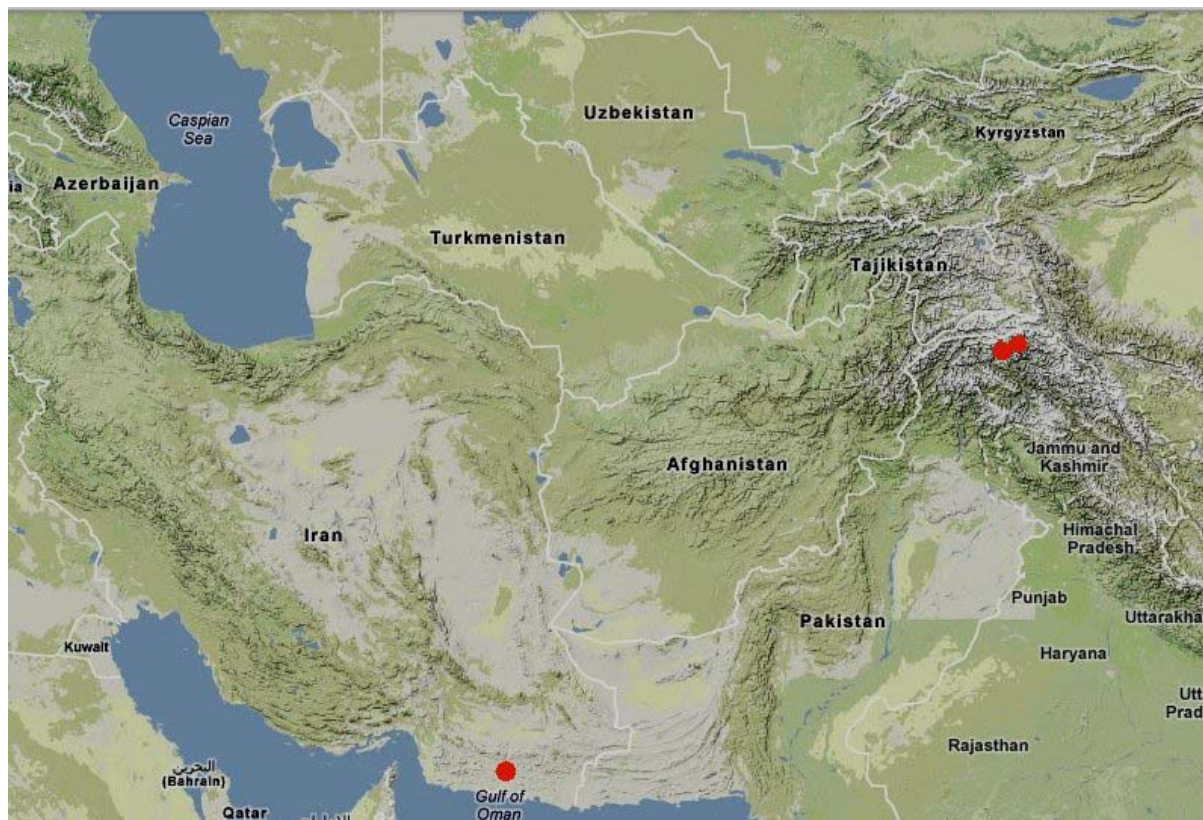 Caspian
Sea
Uzbekistan
Kyrgyzstan
ia
Azerbaijan
Turkmenistan
Tajikistan
Afghanistan
Jammu and
Kashmir
Iran
Himachal
Pradesh
Punjab
Pakistan
Uttarakha
Kuwait
Haryana
Utt
Prad
Rajasthan
البحرين
(Bahrain)
Gulf of
Oman
Qatar